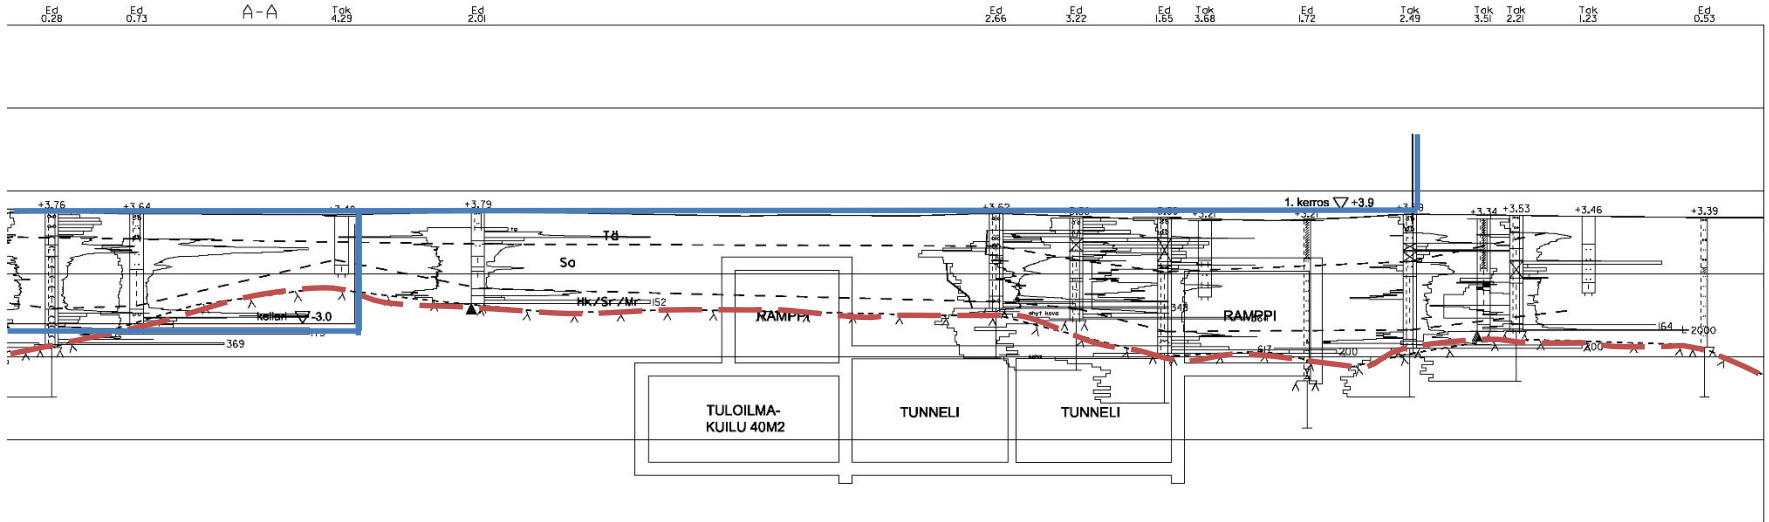 Ed Ed A-A Tak Ed Ed Ed Ed Tak Ed Tak Tak Tak Tak Ed
0.28 0.73 4.29 2.01 2.66 3.22 1.65 3.68 1.72 2.49 3.51 2.21 1.23 0.53
1. kerros +3.9
+3.76 +3.64 +3.79 +3.62 +3.34 +3.53 +3.46 +3.39
Tä
Sa
Hk/Sr/Mr 152
kellari -3.0
RAMPPI RAMPPI
369
617 200
164 2000
200
TULOILMA-
KUILU 40M2
TUNNELI TUNNELI